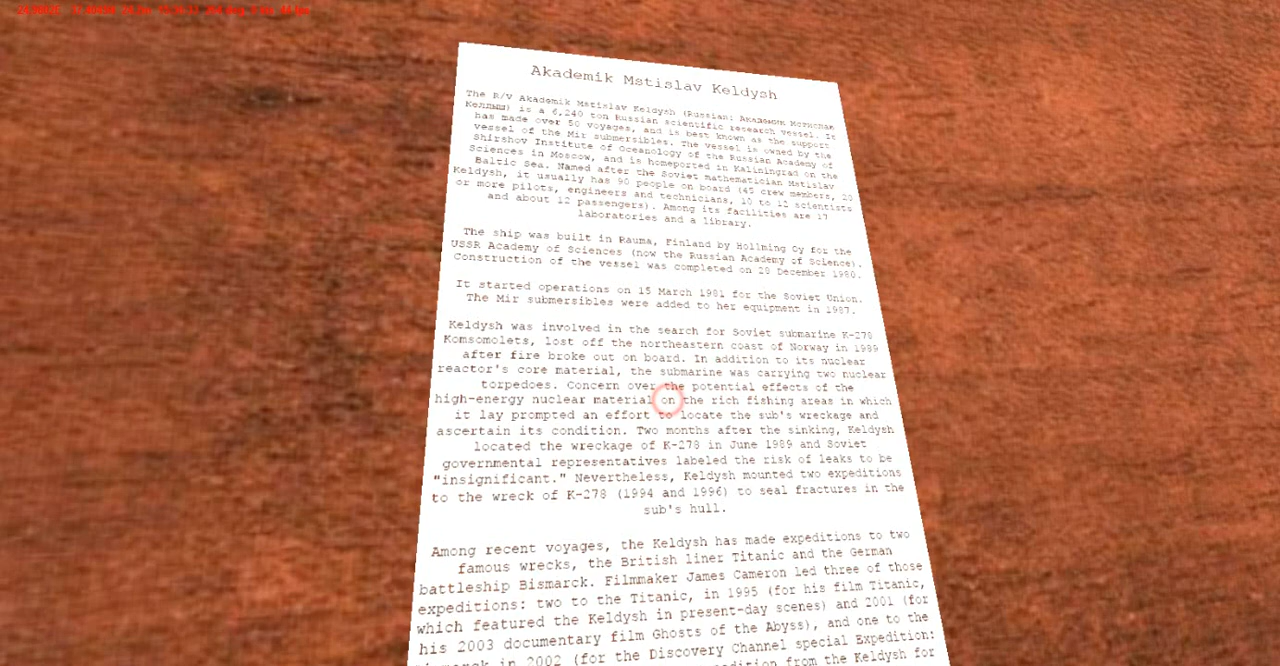 Akademik Mstislav Keldysh
The R/V Akademik Mstislav Keldysh (Russian: Академик Мстислав
Келдыш) is a 6,240 ton Russian scientific research vessel. It
has made over 50 voyages, and is best known as the support
vessel of the Mir submersibles. The vessel is owned by the
Shirshov Institute of Oceanology of the Russian Academy of
Sciences in Moscow, and is homeported in Kaliningrad on the
Baltic Sea. Named after the Soviet mathematician Mstislav
Keldysh, it usually has 90 people on board (45 crew members, 20
or more pilots, engineers and technicians, 10 to 12 scientists
and about 12 passengers). Among its facilities are 17
laboratories and a library.
The ship was built in Rauma, Finland by Hollming Oy for the
USSR Academy of Sciences (now the Russian Academy of Science).
Construction of the vessel was completed on 28 December 1980.
It started operations on 15 March 1981 for the Soviet Union.
The Mir submersibles were added to her equipment in 1987.
Keldysh was involved in the search for Soviet submarine K-278
Komsomolets, lost off the northeastern coast of Norway in 1989
after fire broke out on board. In addition to its nuclear
reactor's core material, the submarine was carrying two nuclear
torpedoes. Concern over the potential effects of the
high-energy nuclear material on the rich fishing areas in which
it lay prompted an effort to locate the sub's wreckage and
ascertain its condition. Two months after the sinking, Keldysh
located the wreckage of K-278 in June 1989 and Soviet
governmental representatives labeled the risk of leaks to be
"insignificant." Nevertheless, Keldysh mounted two expeditions
to the wreck of K-278 (1994 and 1996) to seal fractures in the
sub's hull.
Among recent voyages, the Keldysh has made expeditions to two
famous wrecks, the British liner Titanic and the German
battleship Bismarck. Filmmaker James Cameron led three of those
expeditions: two to the Titanic, in 1995 (for his film Titanic,
which featured the Keldysh in present-day scenes) and 2001 (for
his 2003 documentary film Ghosts of the Abyss), and one to the
in 2002 (for the Discovery Channel special Expedition:
from the Keldysh for